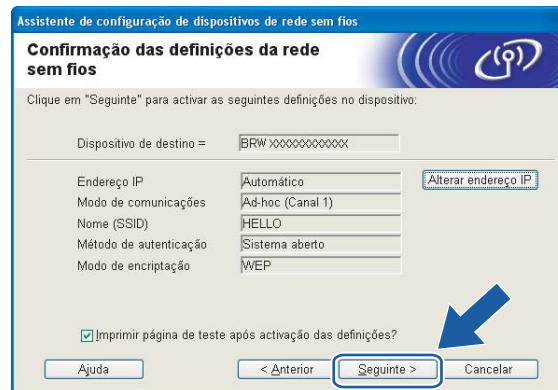 Assistente de configuração de dispositivos de rede sem fios
Confirmação das definições da rede
sem fios
Clique em "Seguinte" para activar as seguintes definições no dispositivo:
Dispositivo de destino = BRW XXXXXXXXXXXX
Endereço IP Automático Alterar endereço IP
Modo de comunicações Ad-hoc (Canal 1)
Nome (SSID) HELLO
Método de autenticação Sistema aberto
Modo de encriptação WEP
Imprimir página de teste após activação das definições?
Ajuda < Anterior Seguinte > Cancelar